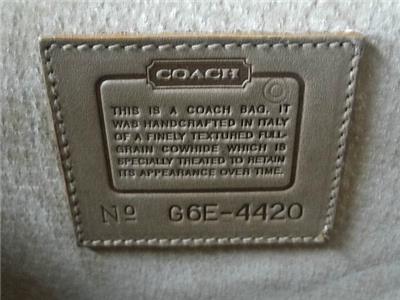 COACH ©
THIS IS A COACH BAG. IT
WAS HANDCRAFTED IN ITALY
OF A FINELY TEXTURED FULL-
GRAIN COWHIDE WHICH IS
SPECIALLY TREATED TO RETAIN
ITS APPEARANCE OVER TIME.
Nº G6E-4420